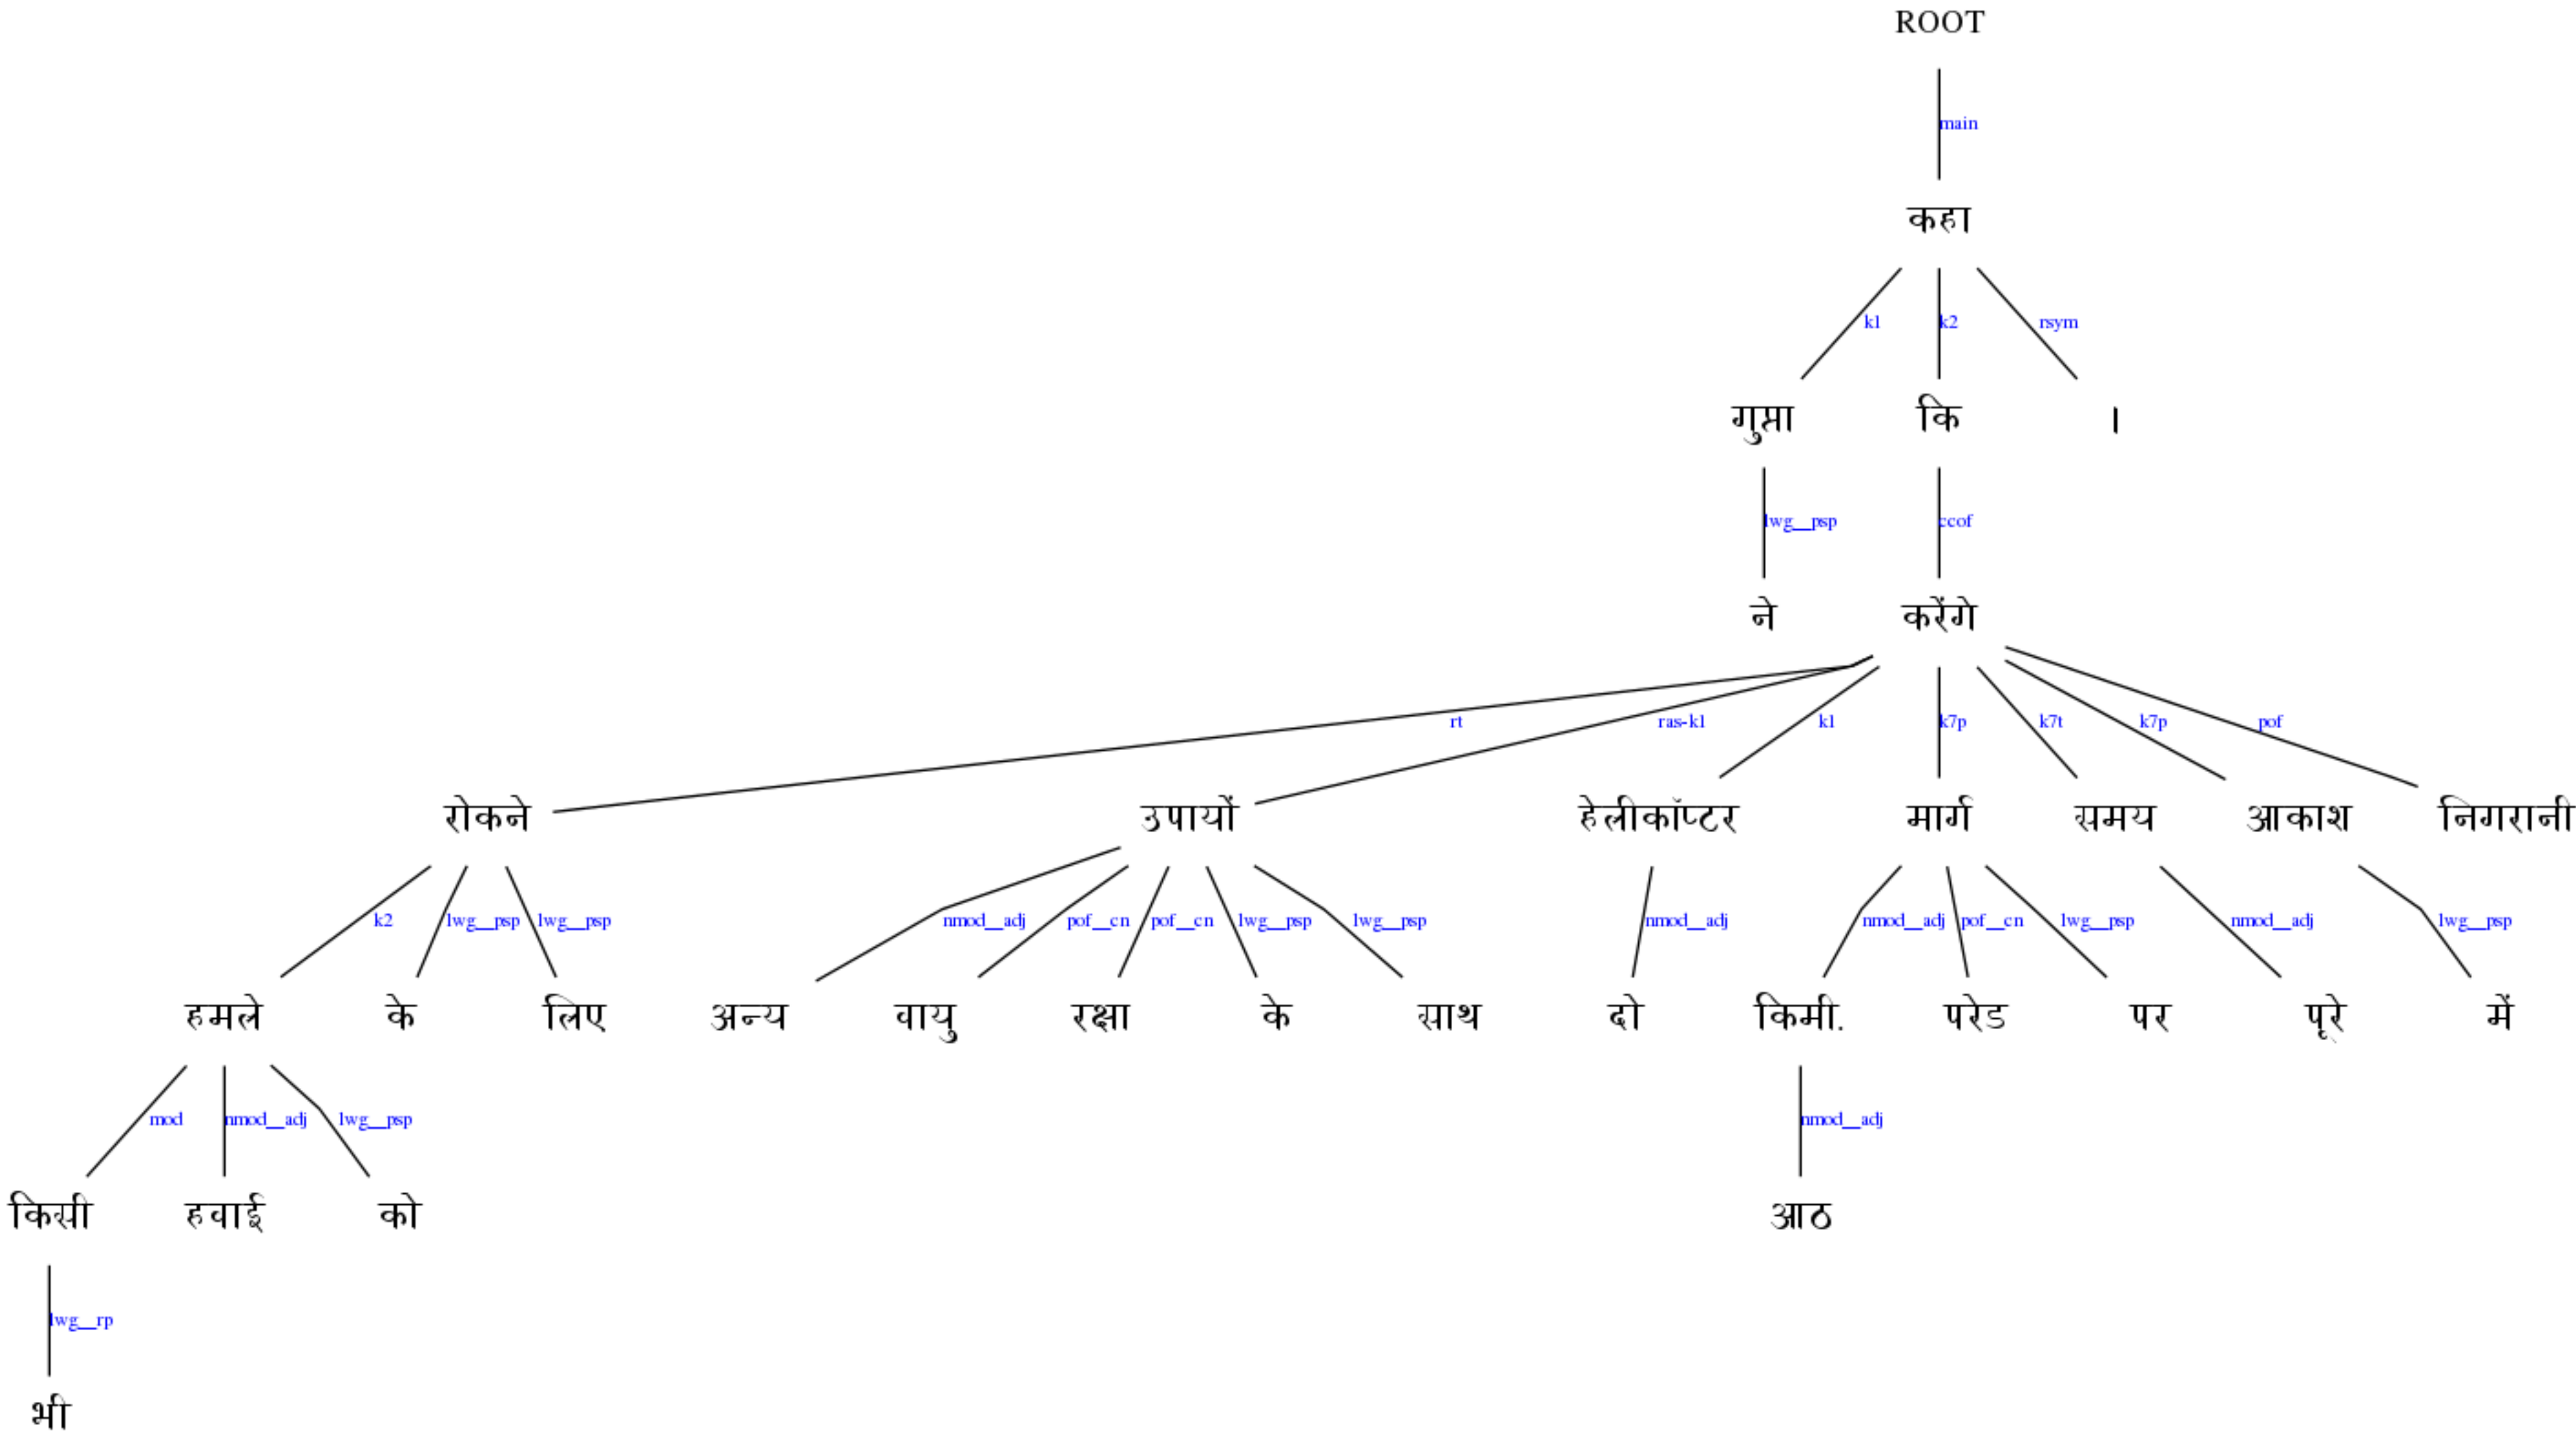 ROOT
main
कहा
k1 k2 rsym
गुप्ता कि ।
lwg__psp ccof
ने करेंगे
rt ras-k1 k1 k7p k7t k7p pof
रोकने उपायों हेलीकॉप्टर मार्ग समय आकाश निगरानी
k2 lwg__psp lwg__psp nmod__adj pof__cn pof__cn lwg__psp lwg__psp nmod__adj nmod__adj pof__cn lwg__psp nmod__adj lwg__psp
हमले के लिए अन्य वायु रक्षा के साथ दो किमी. परेड पर पूरे में
mod nmod__adj lwg__psp nmod__adj
किसी हवाई को आठ
lwg__rp
भी